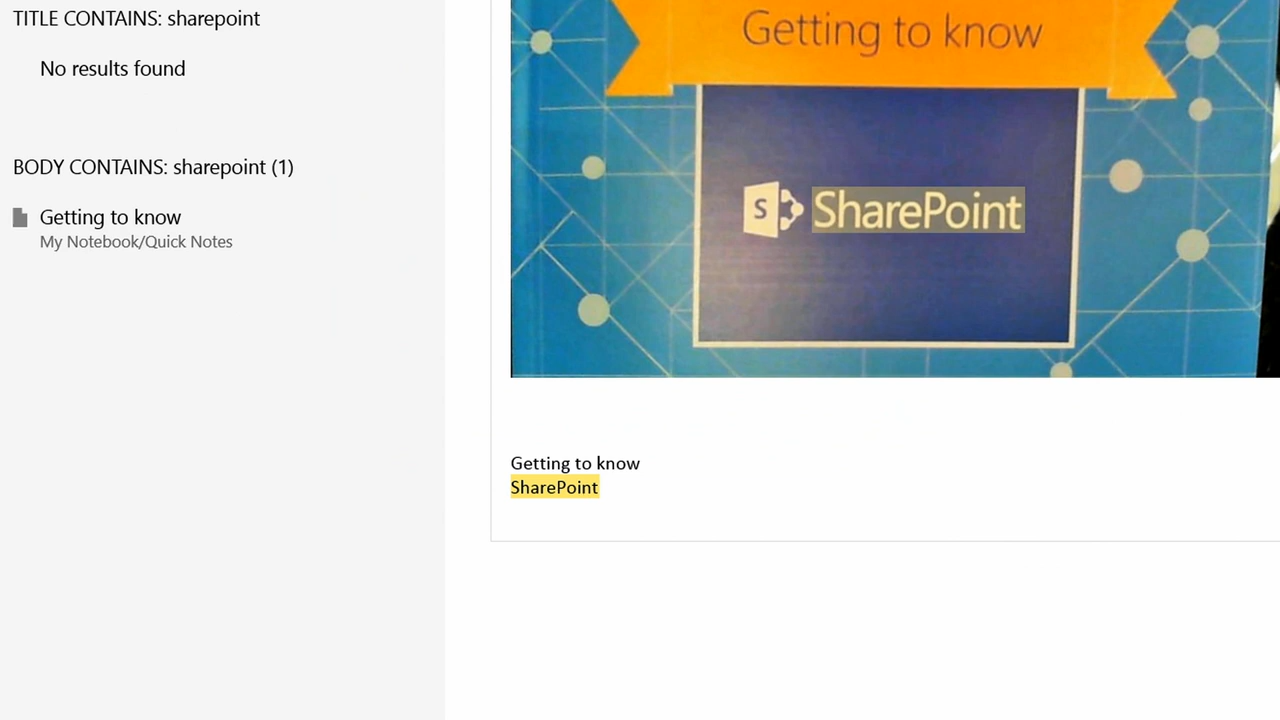 TITLE CONTAINS: sharepoint
No results found
BODY CONTAINS: sharepoint (1)
Getting to know
My Notebook/Quick Notes
Getting to know
S SharePoint
Getting to know
SharePoint